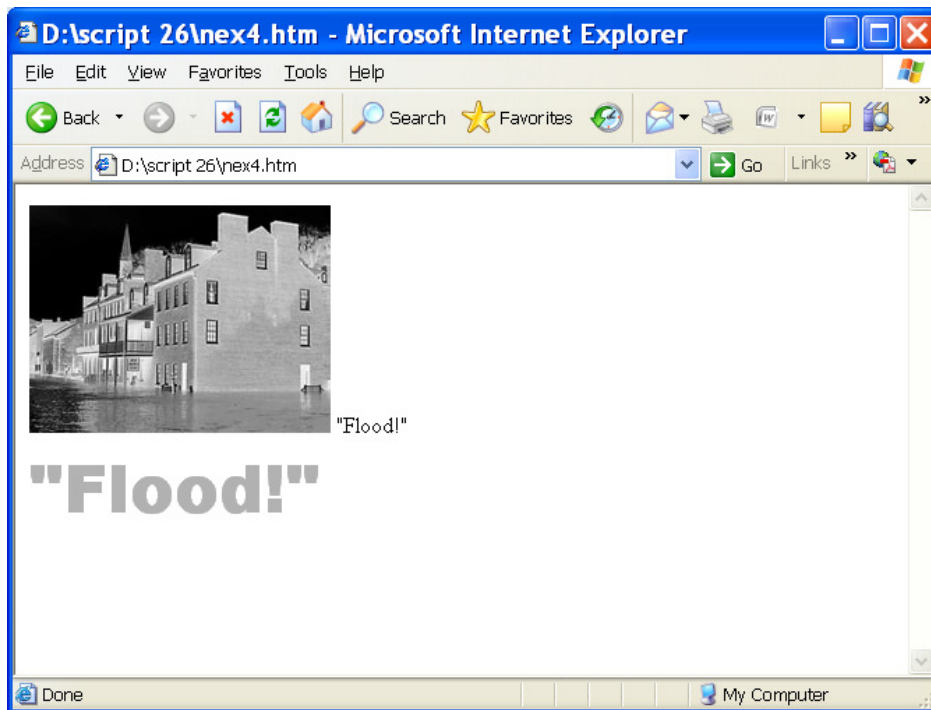 D:\script 26\nex4.htm - Microsoft Internet Explorer
File Edit View Favorites Tools Help
Back Search Favorites W »
Address D:\script 26\nex4.htm Go Links »
"Flood!"
"Flood!"
Done My Computer